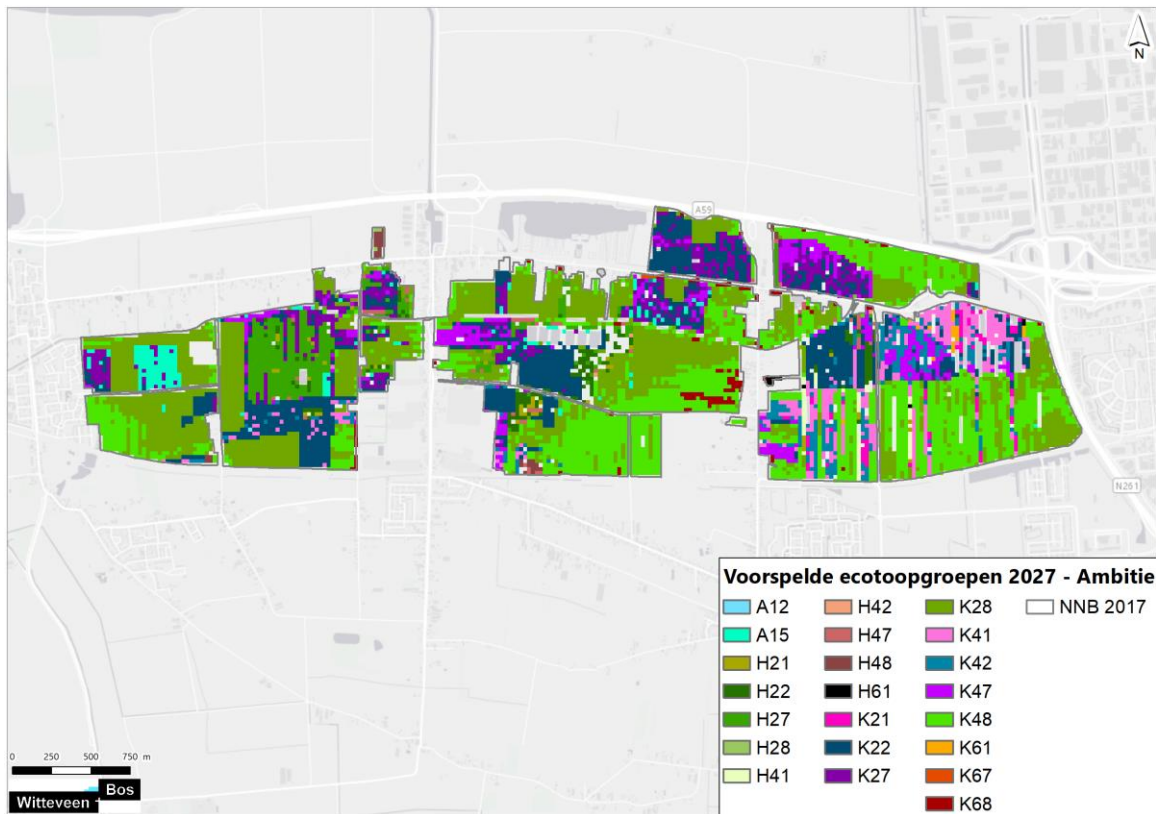 N
A59
N261
Voorspelde ecotoopgroepen 2027 - Ambitie
A12 H42 K28 NNB 2017
A15 H47 K41
H21 H48 K42
H22 H61 K47
H27 K21 K48
H28 K22 K61
H41 K27 K67
K68
0 250 500 750 m
Bos
Witteveen